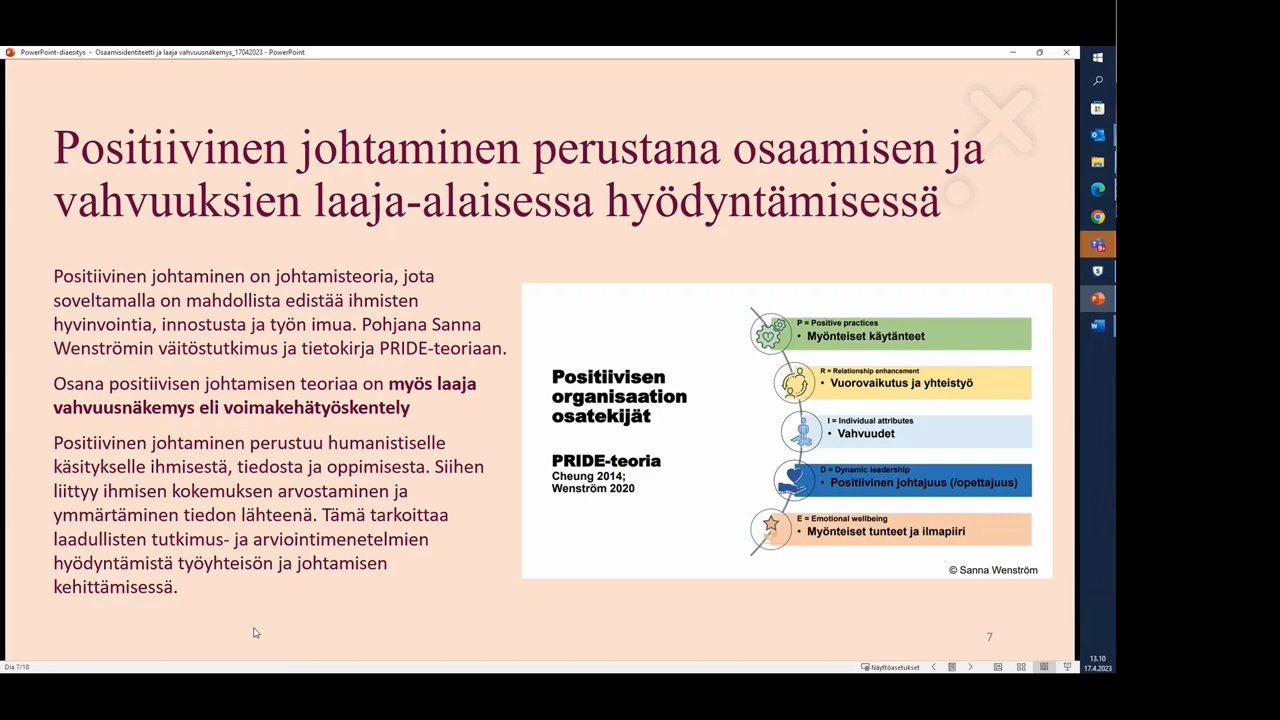 PowerPoint-diaesitys - Osaamisidentiteetti ja laaja vahvuusnäkemys_17042023 - PowerPoint
Positiivinen johtaminen perustana osaamisen ja
vahvuuksien laaja-alaisessa hyödyntämisessä
Positiivinen johtaminen on johtamisteoria, jota
soveltamalla on mahdollista edistää ihmisten
hyvinvointia, innostusta ja työn imua. Pohjana Sanna
Wenströmin väitöstutkimus ja tietokirja PRIDE-teoriaan.
Osana positiivisen johtamisen teoriaa on myös laaja
vahvuusnäkemys eli voimakehätyöskentely
Positiivinen johtaminen perustuu humanistiselle
käsitykselle ihmisestä, tiedosta ja oppimisesta. Siihen
liittyy ihmisen kokemuksen arvostaminen ja
ymmärtäminen tiedon lähteenä. Tämä tarkoittaa
laadullisten tutkimus- ja arviointimenetelmien
hyödyntämistä työyhteisön ja johtamisen
kehittämisessä.
Positiivisen
organisaation
osatekijät
PRIDE-teoria
Cheung 2014;
Wenström 2020
P = Positive practices
• Myönteiset käytänteet
R = Relationship enhancement
• Vuorovaikutus ja yhteistyö
I = Individual attributes
• Vahvuudet
D = Dynamic leadership
• Positiivinen johtajuus (/opettajuus)
E = Emotional wellbeing
• Myönteiset tunteet ja ilmapiiri
© Sanna Wenström
7
Dia 7/18
Näyttöasetukset
13.10
17.4.2023